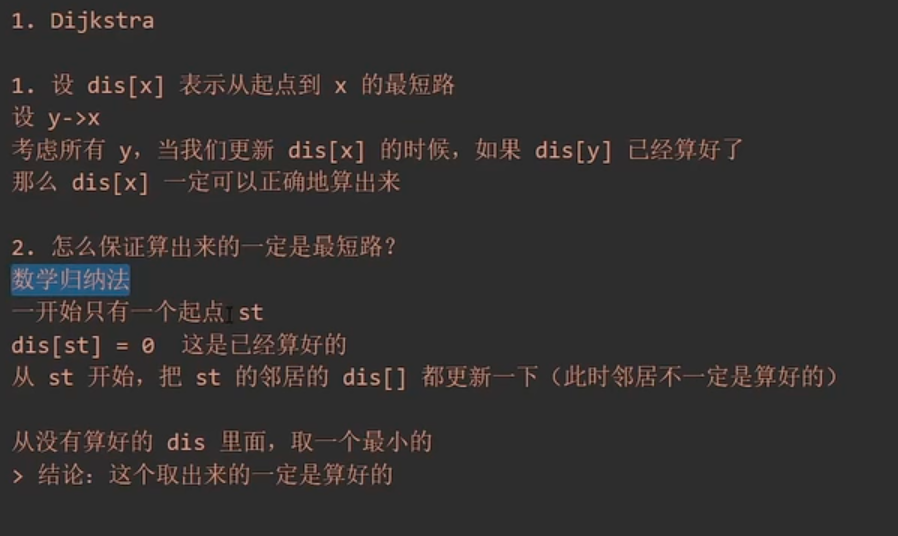 1. Dijkstra
1. 设 dis[x] 表示从起点到 x 的最短路
设 y->x
考虑所有 y，当我们更新 dis[x] 的时候，如果 dis[y] 已经算好了
那么 dis[x] 一定可以正确地算出来
2. 怎么保证算出来的一定是最短路？
数学归纳法
一开始只有一个起点 st
dis[st] = 0  这是已经算好的
从 st 开始，把 st 的邻居的 dis[] 都更新一下（此时邻居不一定是算好的）
从没有算好的 dis 里面，取一个最小的
> 结论：这个取出来的一定是算好的